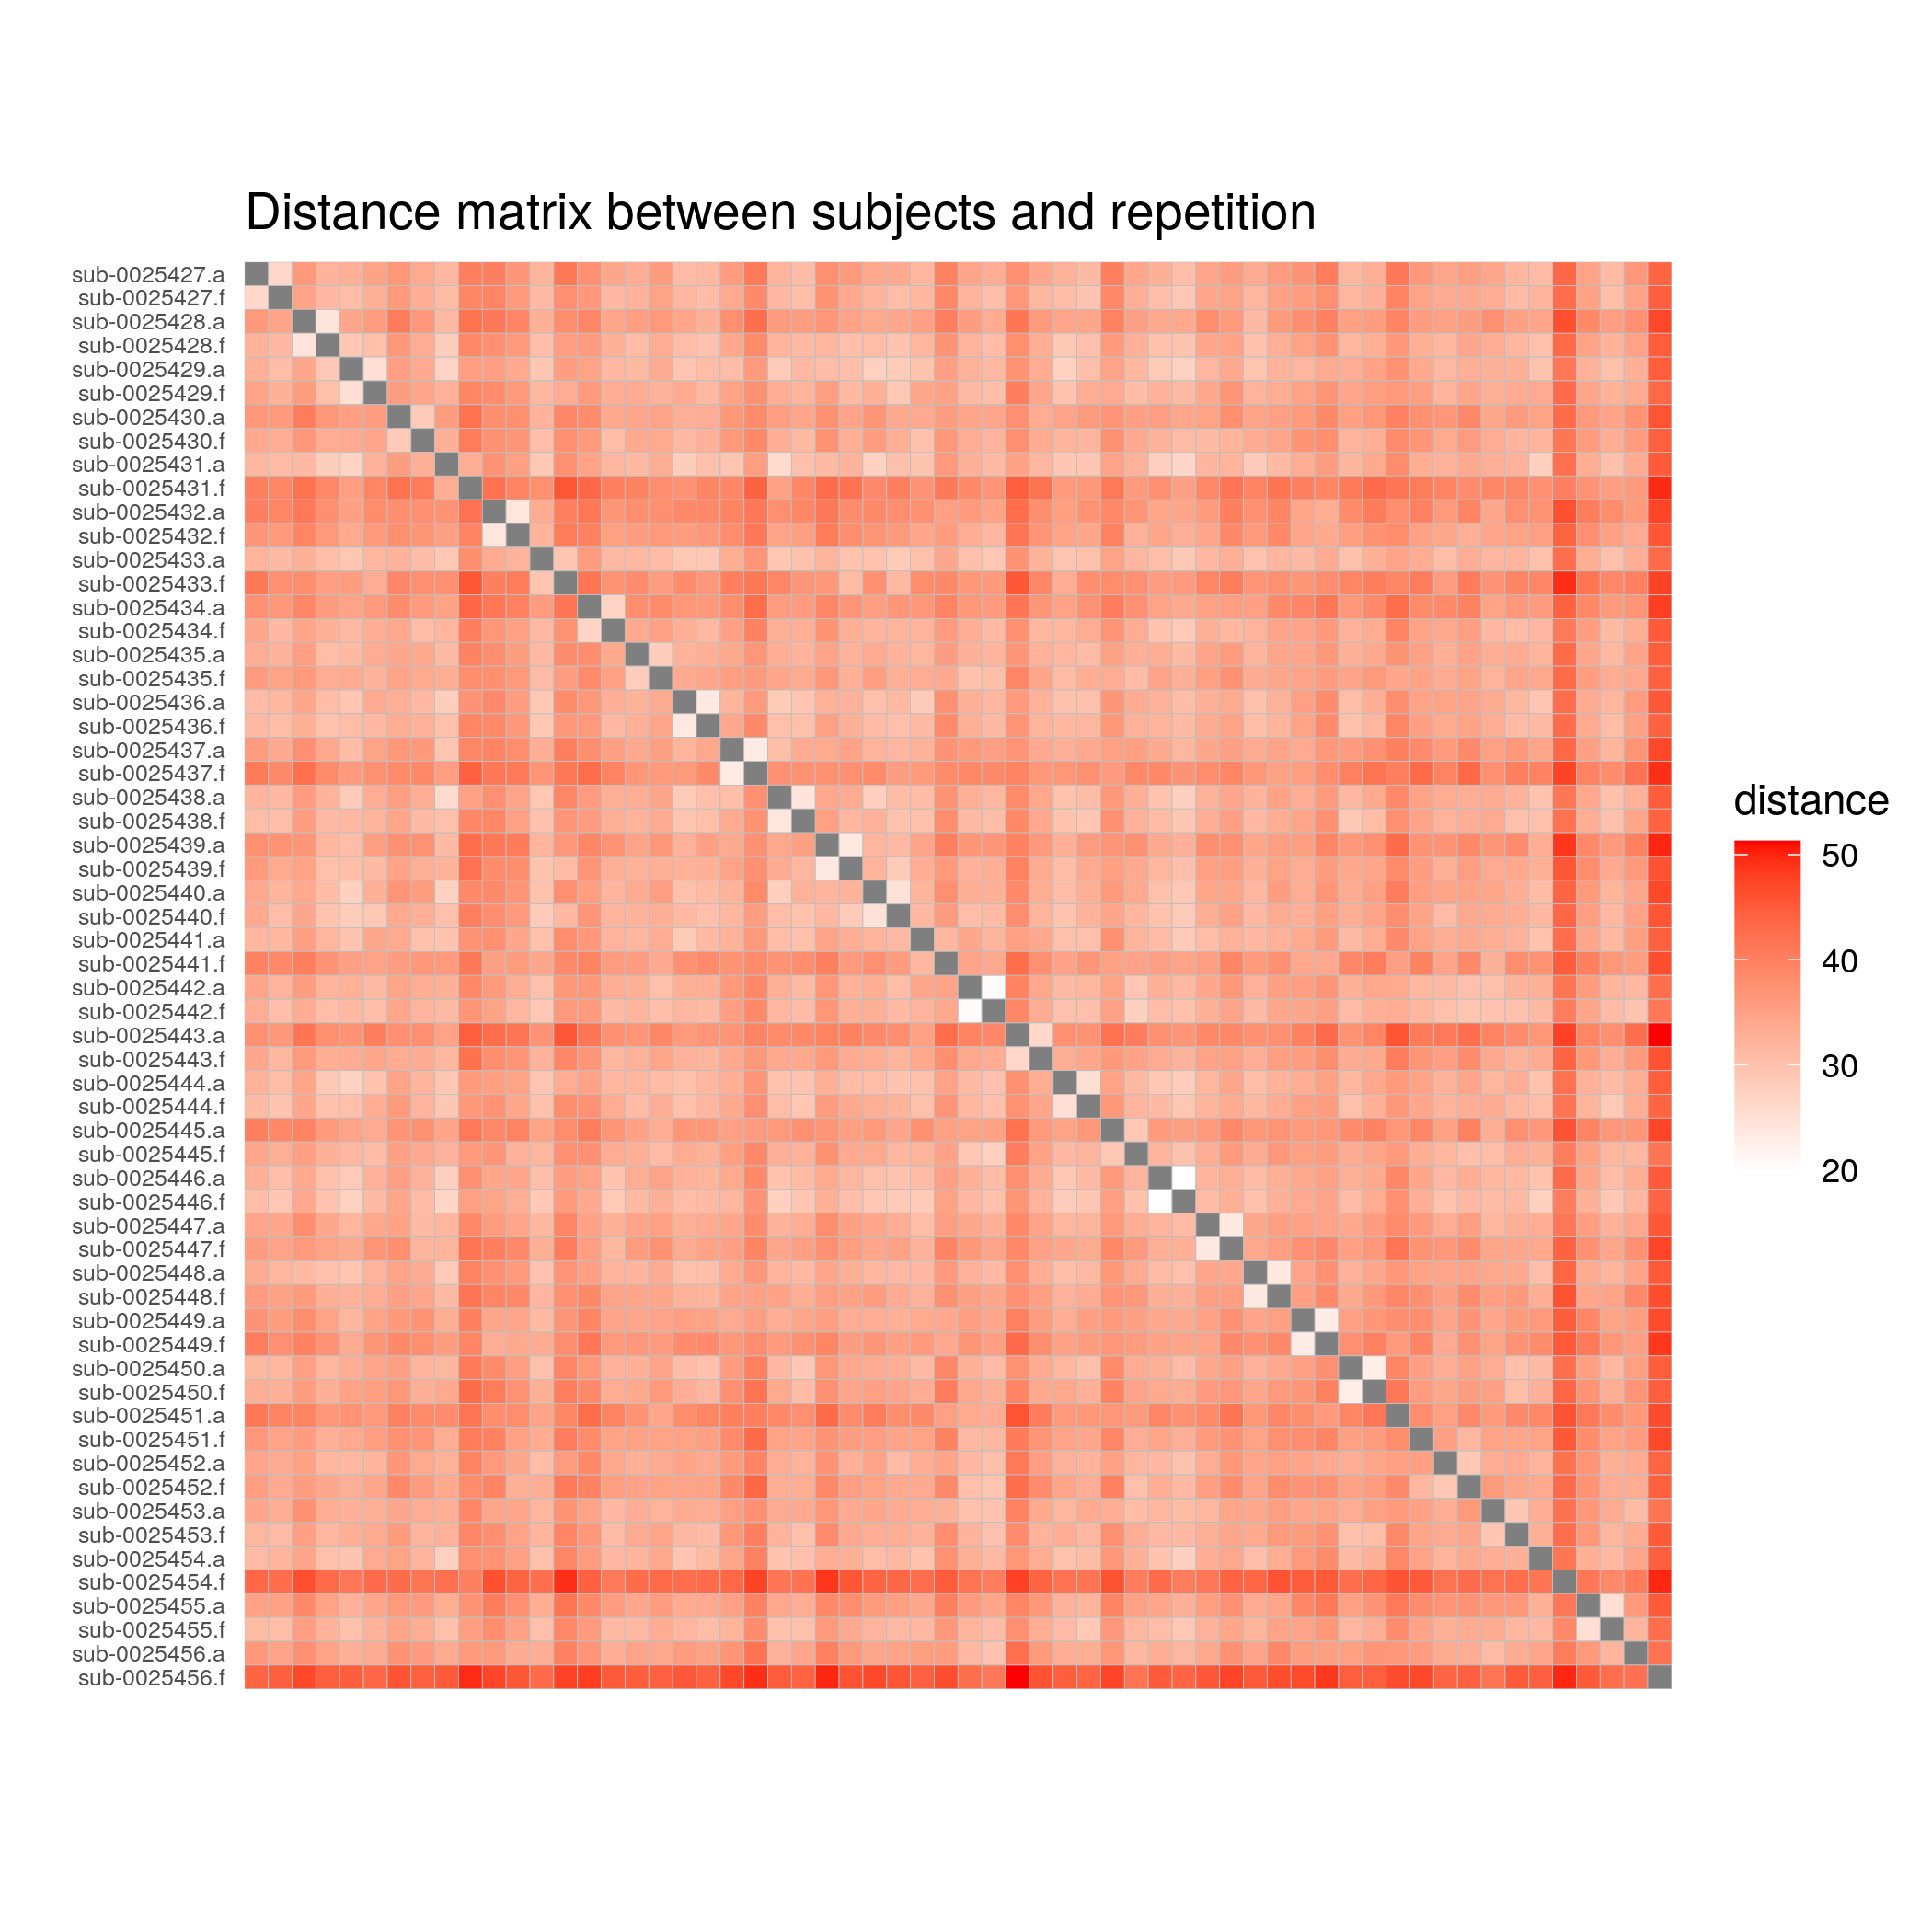 Distance matrix between subjects and repetition
sub-0025427.a
sub-0025427.f
sub-0025428.a
sub-0025428.f
sub-0025429.a
sub-0025429.f
sub-0025430.a
sub-0025430.f
sub-0025431.a
sub-0025431.f
sub-0025432.a
sub-0025432.f
sub-0025433.a
sub-0025433.f
sub-0025434.a
sub-0025434.f
sub-0025435.a
sub-0025435.f
sub-0025436.a
sub-0025436.f
sub-0025437.a
sub-0025437.f
sub-0025438.a
sub-0025438.f
sub-0025439.a
sub-0025439.f
sub-0025440.a
sub-0025440.f
sub-0025441.a
sub-0025441.f
sub-0025442.a
sub-0025442.f
sub-0025443.a
sub-0025443.f
sub-0025444.a
sub-0025444.f
sub-0025445.a
sub-0025445.f
sub-0025446.a
sub-0025446.f
sub-0025447.a
sub-0025447.f
sub-0025448.a
sub-0025448.f
sub-0025449.a
sub-0025449.f
sub-0025450.a
sub-0025450.f
sub-0025451.a
sub-0025451.f
sub-0025452.a
sub-0025452.f
sub-0025453.a
sub-0025453.f
sub-0025454.a
sub-0025454.f
sub-0025455.a
sub-0025455.f
sub-0025456.a
sub-0025456.f
distance
50
40
30
20